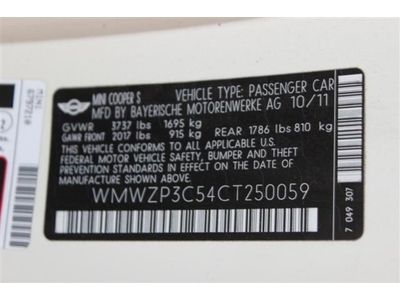 MINI COOPER S VEHICLE TYPE: PASSENGER CAR
MFD BY BAYERISCHE MOTORENWERKE AG 10/11
GVWR 3737 lbs 1695 kg
GAWR FRONT 2017 lbs 915 kg REAR 1786 lbs 810 kg
THIS VEHICLE CONFORMS TO ALL APPLICABLE
U.S. FEDERAL MOTOR VEHICLE SAFETY, BUMPER, AND
THEFT PREVENTION STANDARDS IN EFFECT ON THE DATE
OF MANUFACTURE SHOWN ABOVE.
WMWZP3C54CT250059
7 049 307
MINI